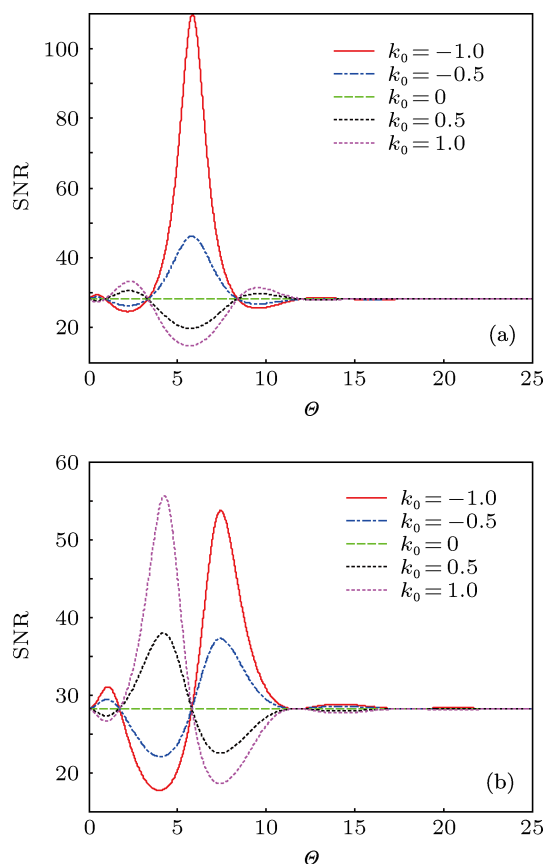 100
80
60
40
20
SNR
k₀ = −1.0
k₀ = −0.5
k₀ = 0
k₀ = 0.5
k₀ = 1.0
(a)
0 5 10 15 20 25
Θ
60
50
40
30
20
SNR
k₀ = −1.0
k₀ = −0.5
k₀ = 0
k₀ = 0.5
k₀ = 1.0
(b)
0 5 10 15 20 25
Θ